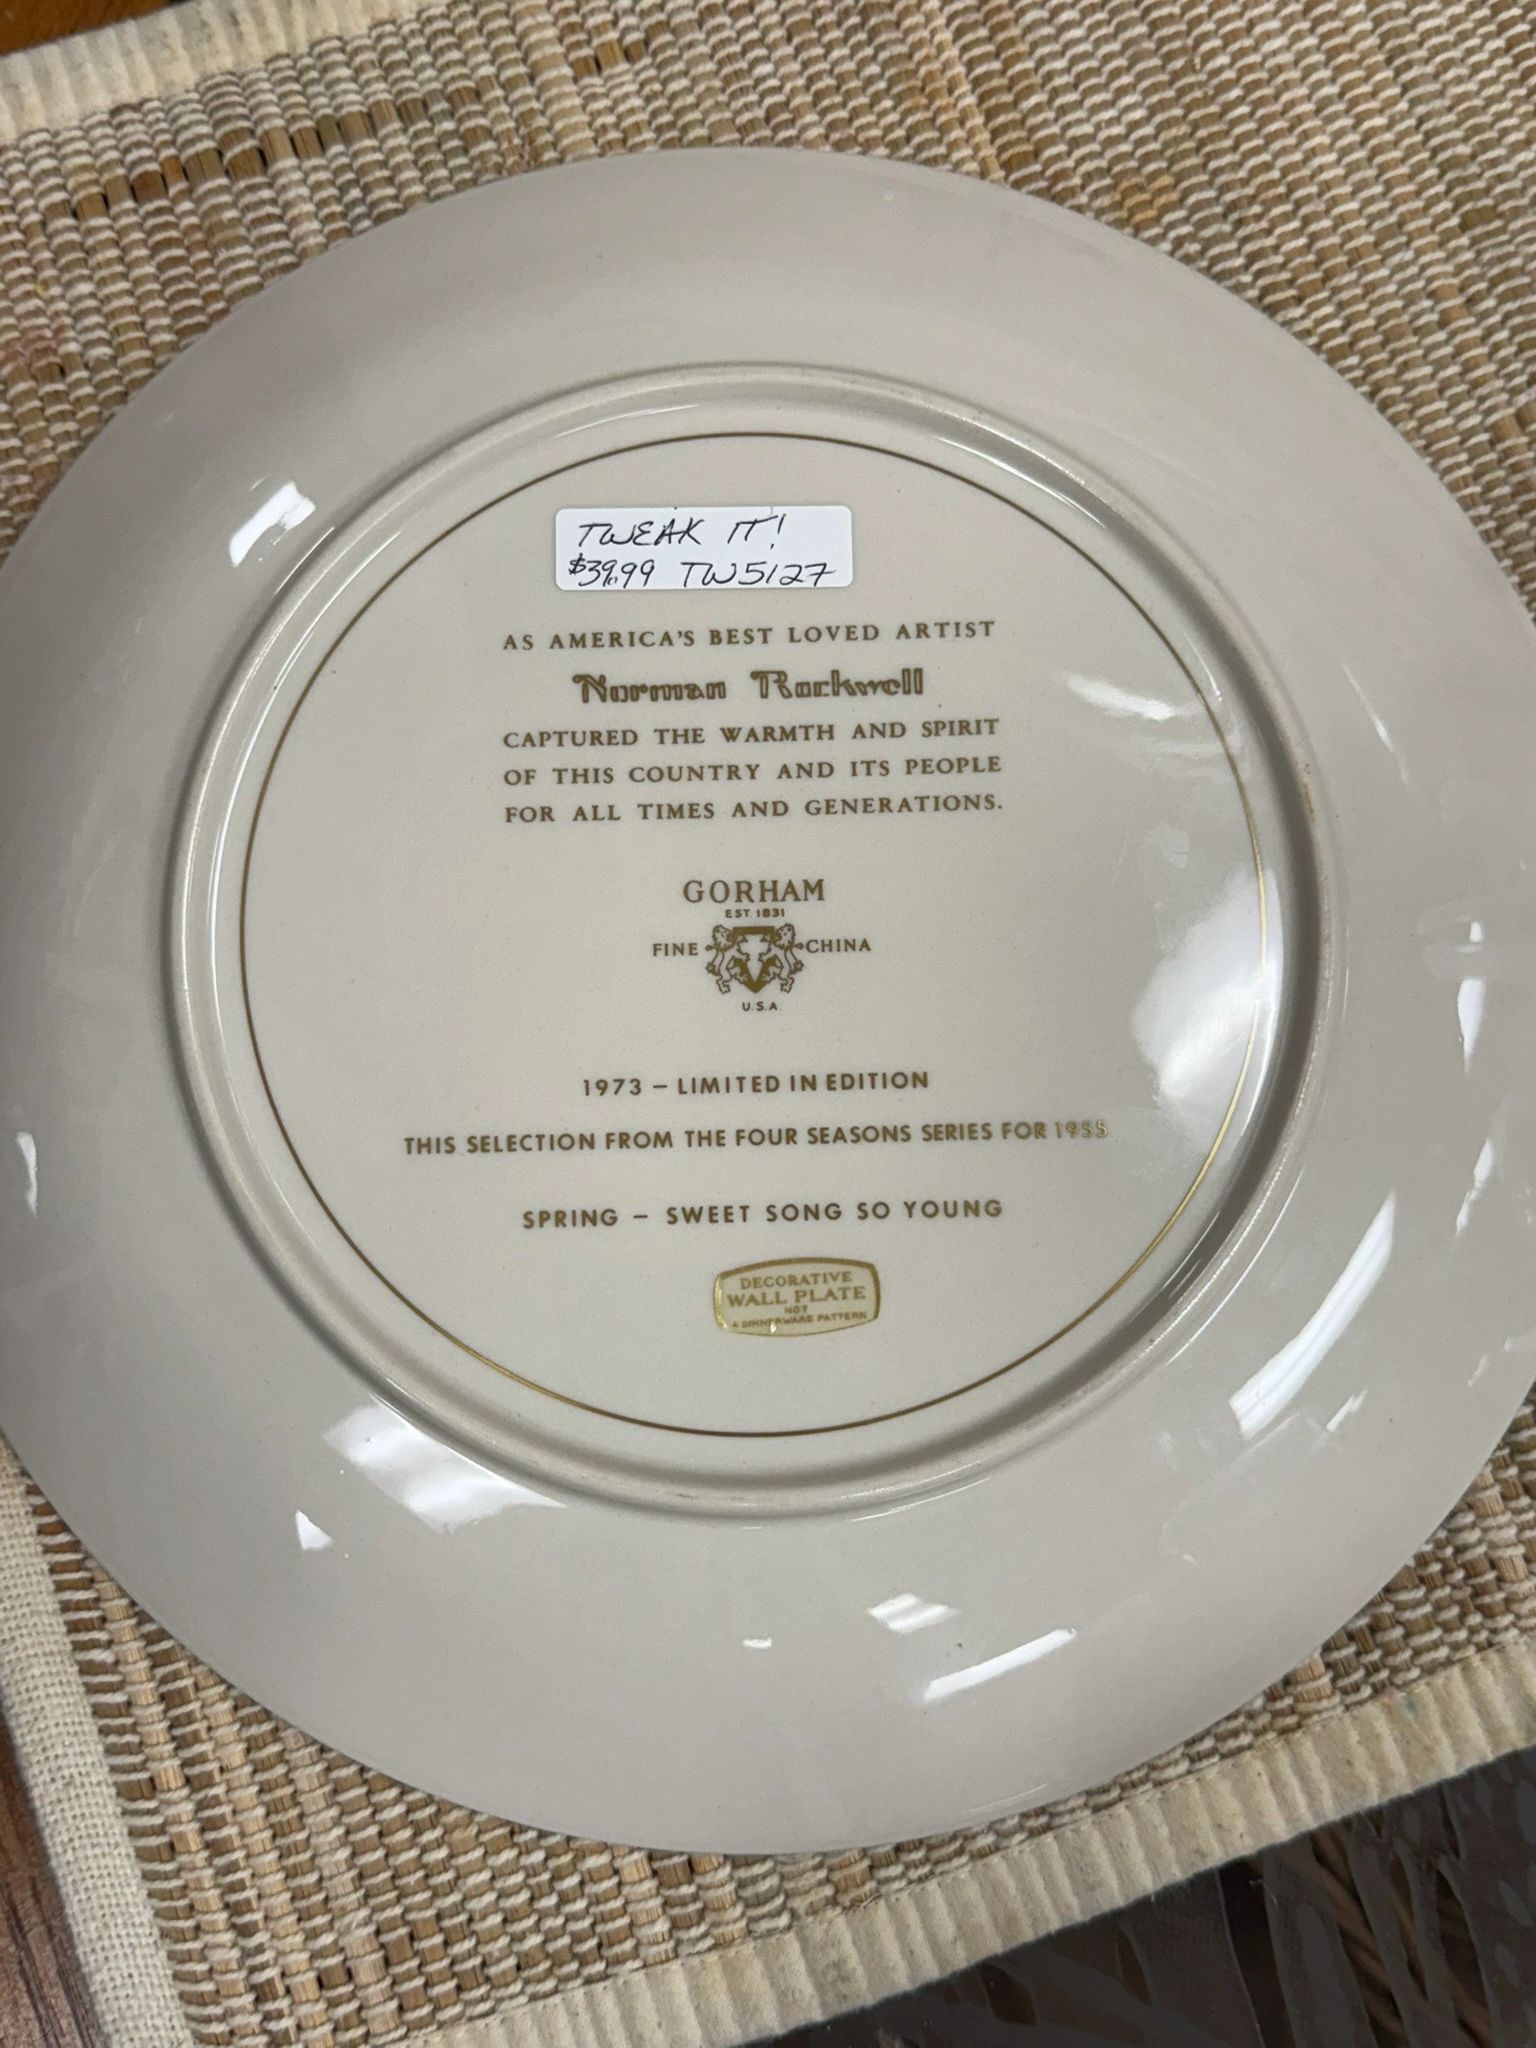 TWEAK IT!
$39.99 TW5127
AS AMERICA'S BEST LOVED ARTIST
Norman Rockwell
CAPTURED THE WARMTH AND SPIRIT
OF THIS COUNTRY AND ITS PEOPLE
FOR ALL TIMES AND GENERATIONS.
GORHAM
EST. 1831
FINE CHINA
U.S.A.
1973 – LIMITED IN EDITION
THIS SELECTION FROM THE FOUR SEASONS SERIES FOR 1955
SPRING – SWEET SONG SO YOUNG
DECORATIVE
WALL PLATE
NOT
A DINNERWARE PATTERN